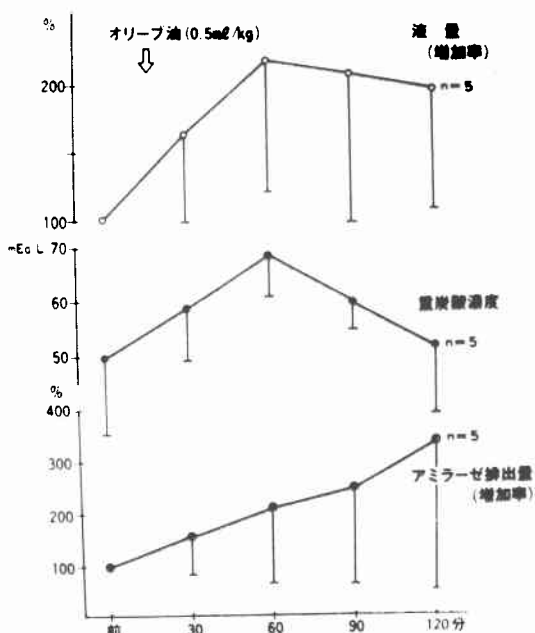 %
オリーブ油 (0.5mℓ/kg)
液量
(増加率)
200
n=5
100
mEq L 70
60
重炭酸濃度
50
n=5
%
400
n=5
300
アミラーゼ排出量
(増加率)
200
100
前 30 60 90 120分